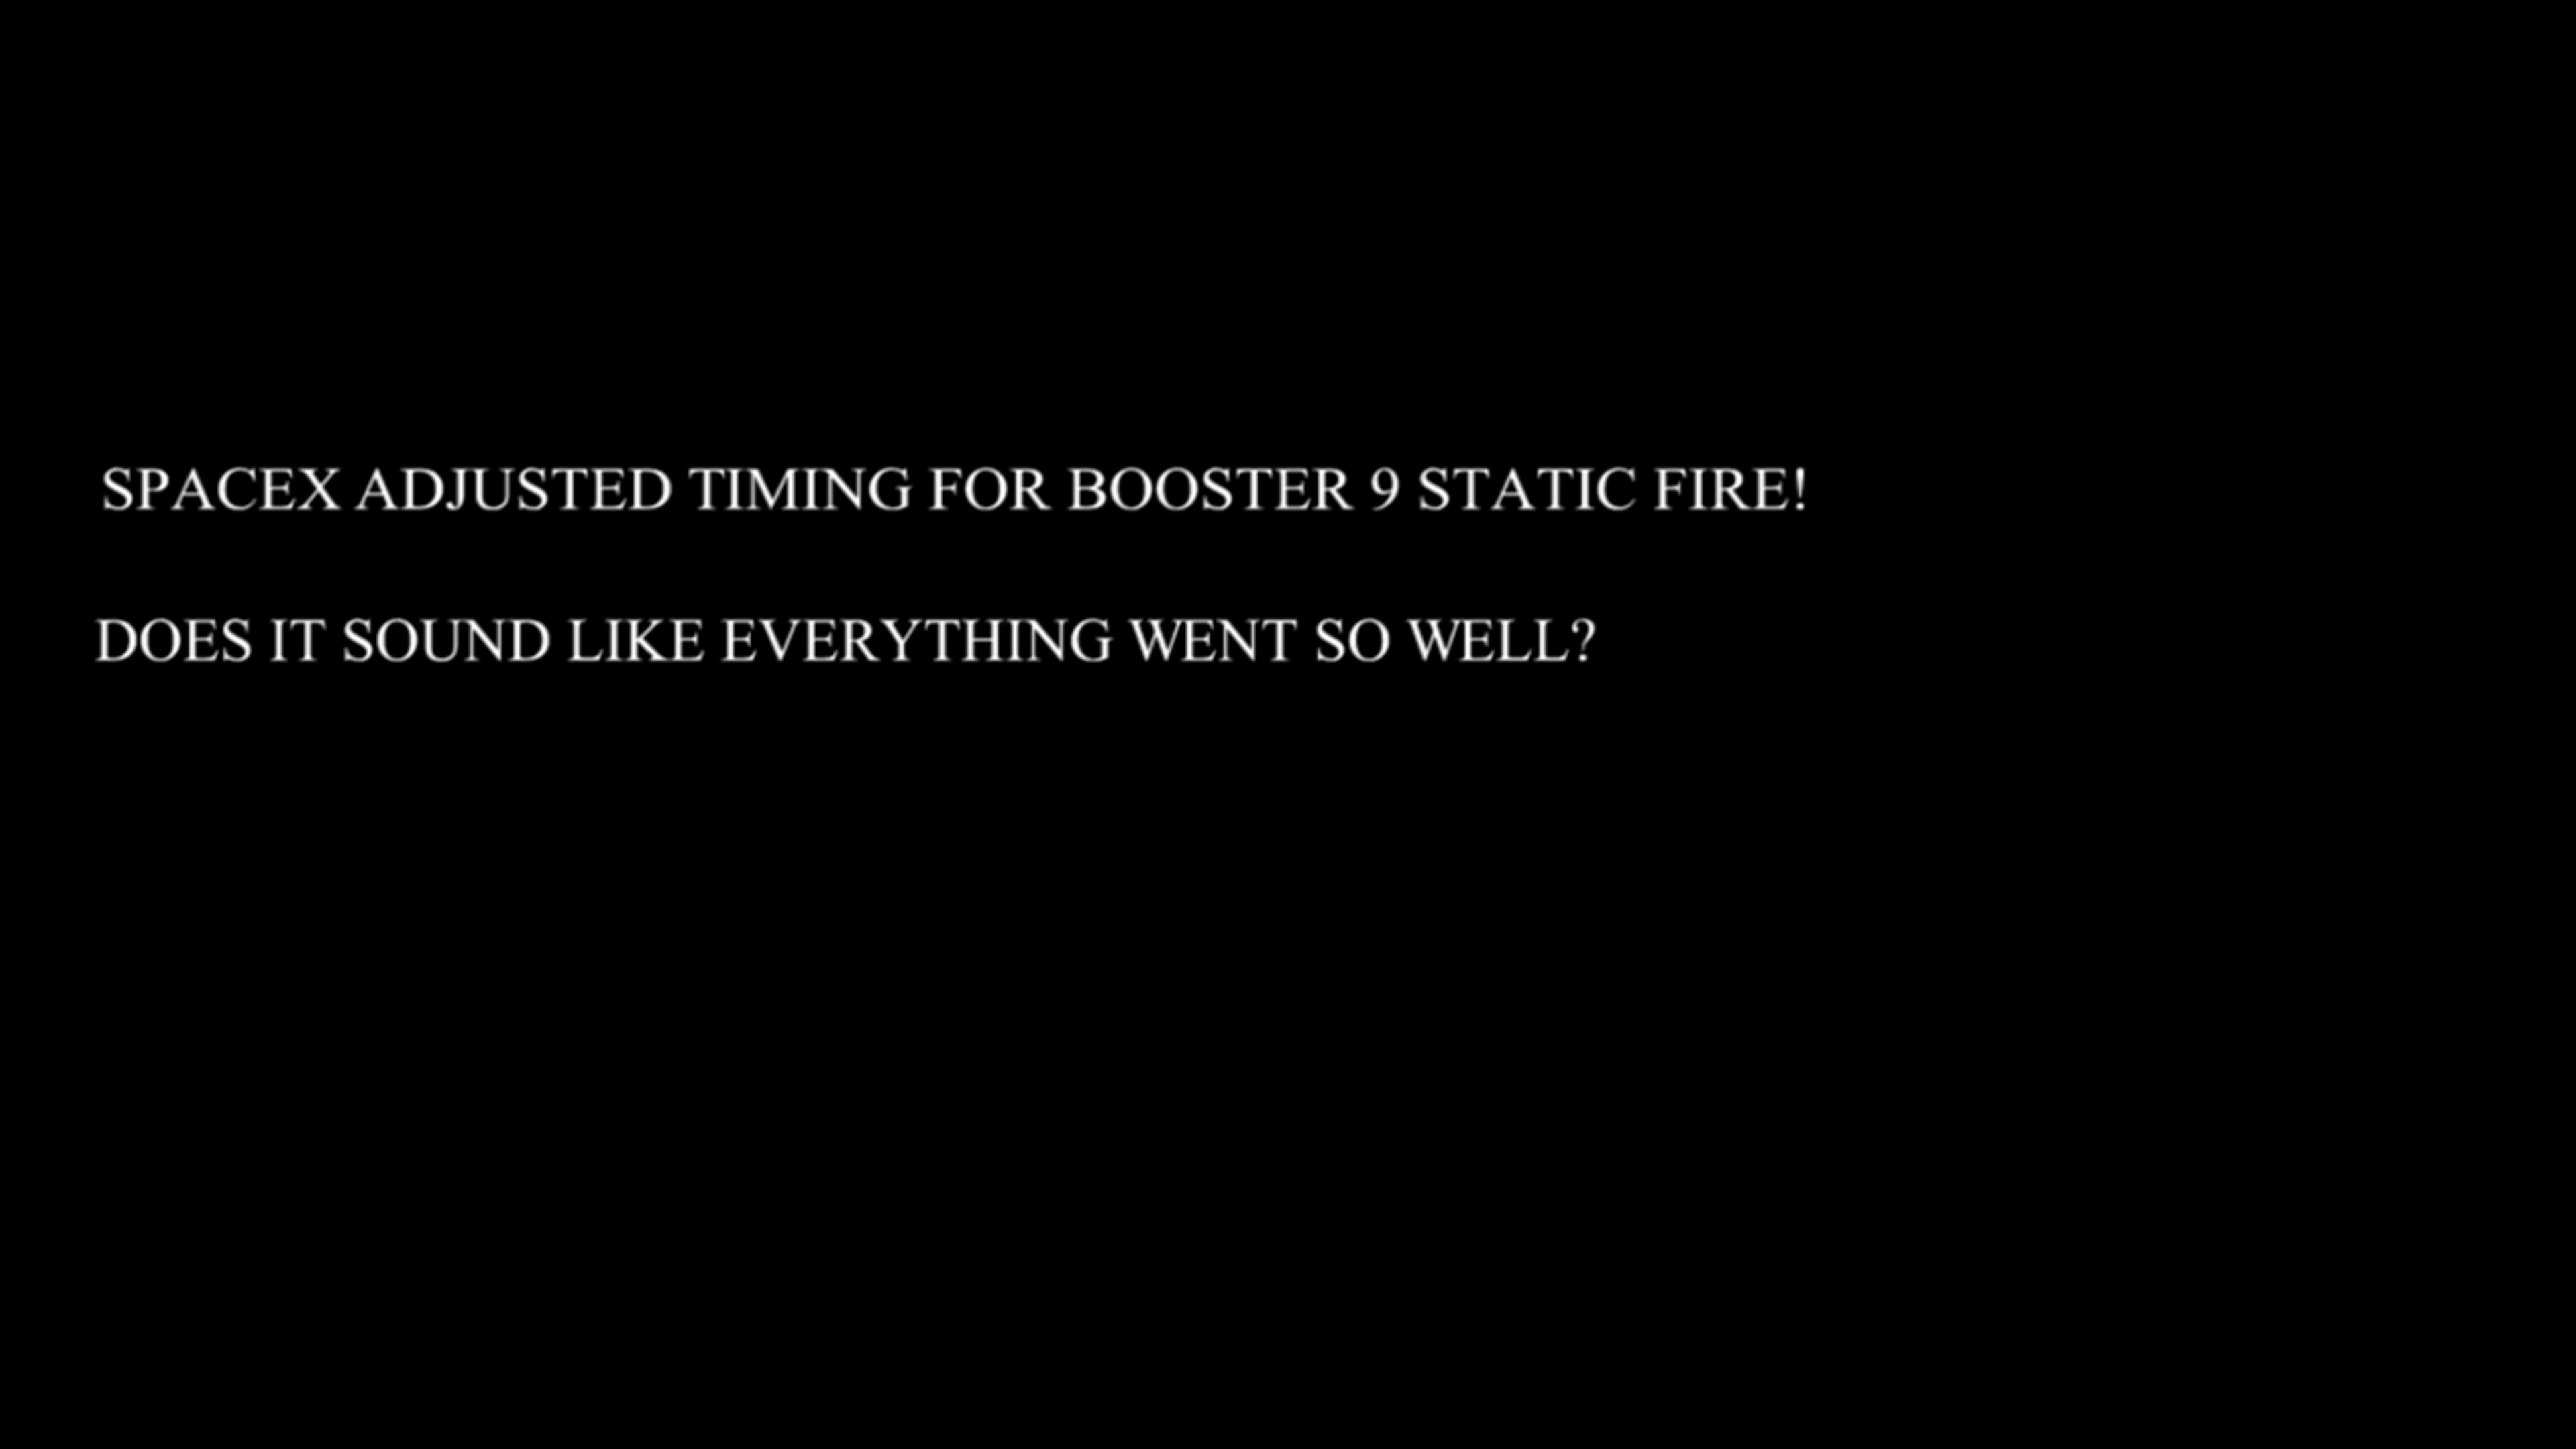 SPACEX ADJUSTED TIMING FOR BOOSTER 9 STATIC FIRE!
DOES IT SOUND LIKE EVERYTHING WENT SO WELL?